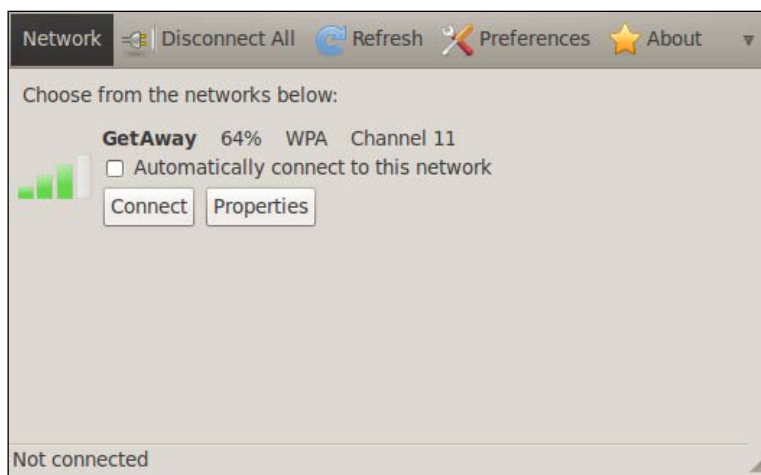 Network Disconnect All Refresh Preferences About
Choose from the networks below:
GetAway 64% WPA Channel 11
Automatically connect to this network
Connect Properties
Not connected